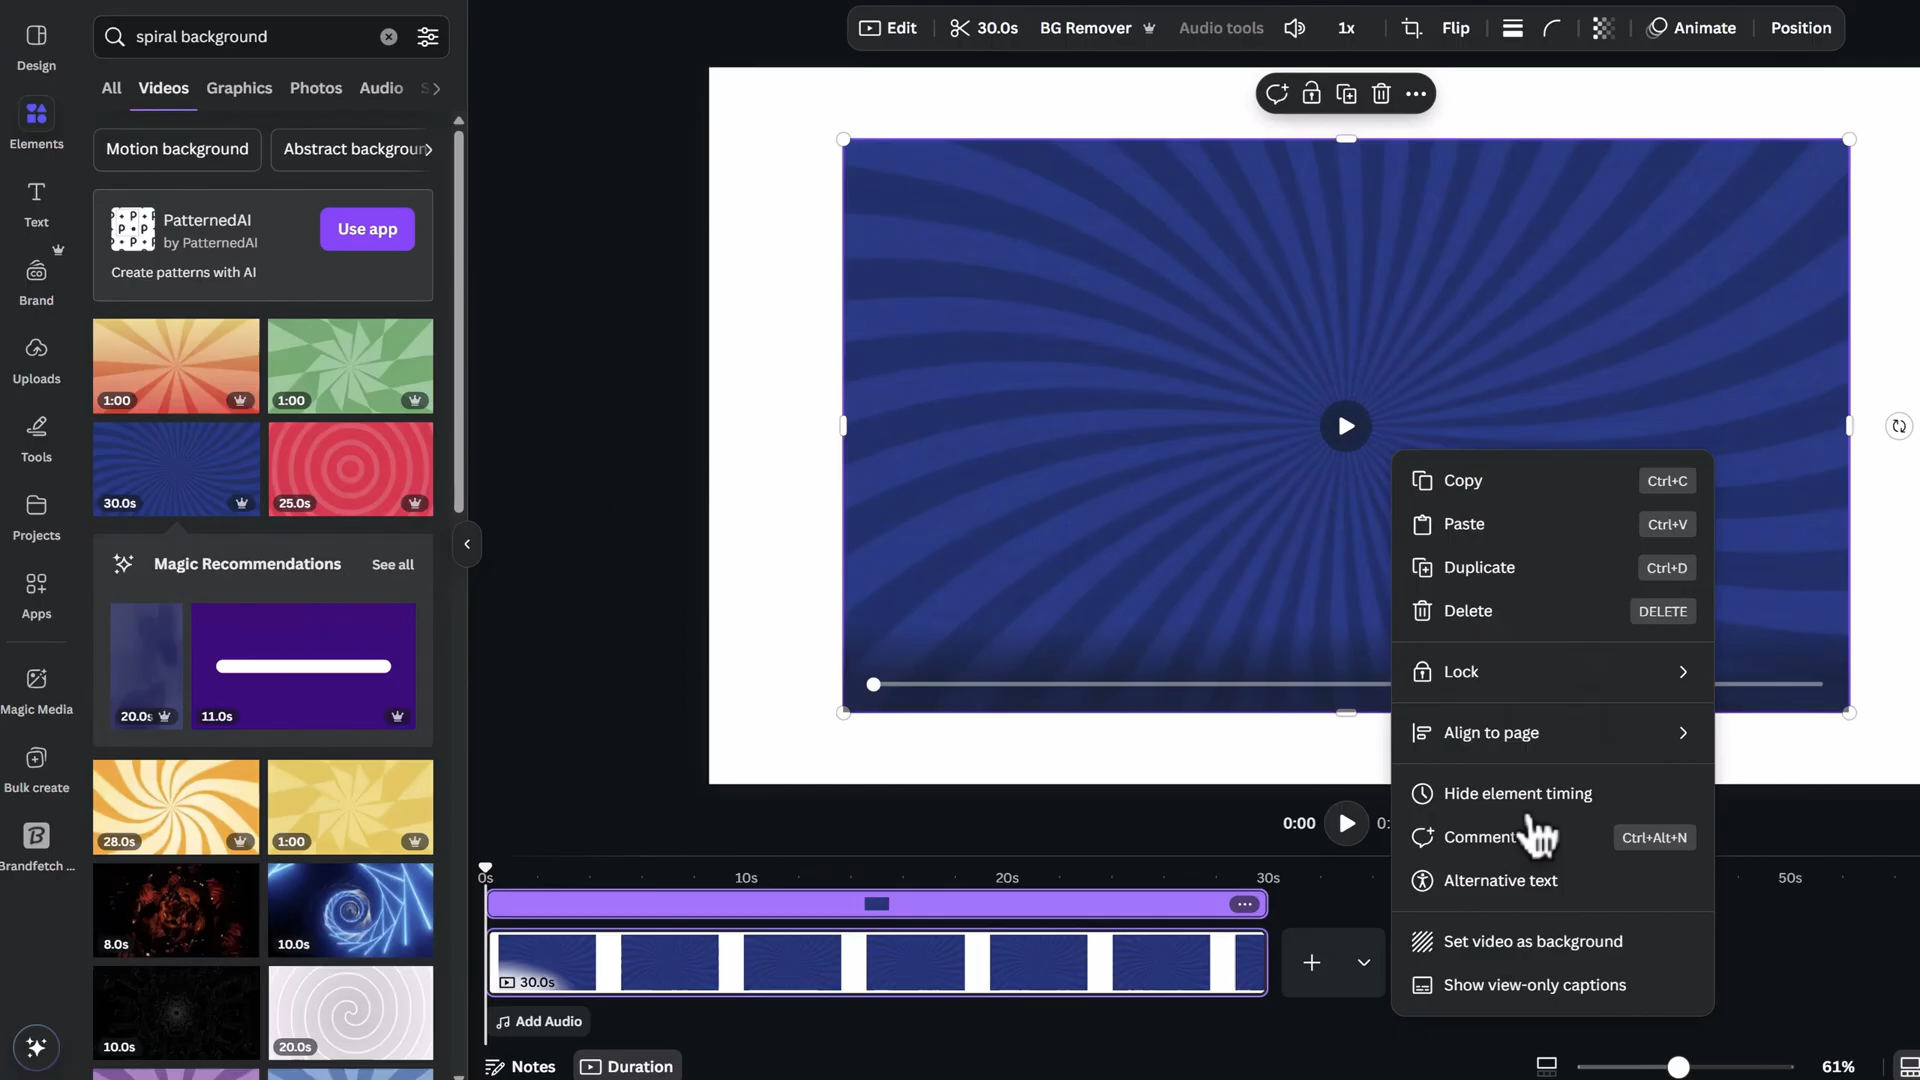 Design
Elements
Text
Brand
Uploads
Tools
Projects
Apps
Magic Media
Bulk create
Brandfetch ...
spiral background
All
Videos
Graphics
Photos
Audio
Motion background
Abstract backgroun
PatternedAI
by PatternedAI
Use app
Create patterns with AI
1:00
1:00
30.0s
25.0s
Magic Recommendations
See all
20.0s
11.0s
28.0s
1:00
8.0s
10.0s
10.0s
20.0s
Edit
30.0s
BG Remover
Audio tools
1x
Flip
Animate
Position
Copy
Ctrl+C
Paste
Ctrl+V
Duplicate
Ctrl+D
Delete
DELETE
Lock
Align to page
Hide element timing
Comment
Ctrl+Alt+N
Alternative text
Set video as background
Show view-only captions
0:00
0:
0s
10s
20s
30s
50s
30.0s
Add Audio
Notes
Duration
61%